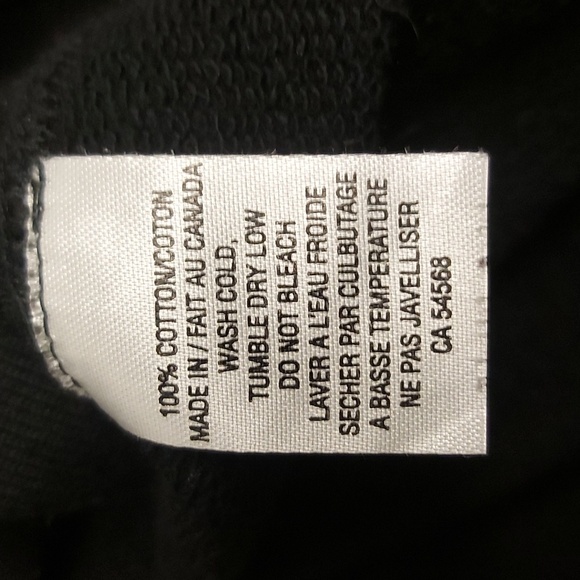 100% COTTON/COTON
MADE IN / FAIT AU CANADA
WASH COLD,
TUMBLE DRY LOW
DO NOT BLEACH
LAVER A L'EAU FROIDE
SECHER PAR CULBUTAGE
A BASSE TEMPERATURE
NE PAS JAVELLISER
CA 54568